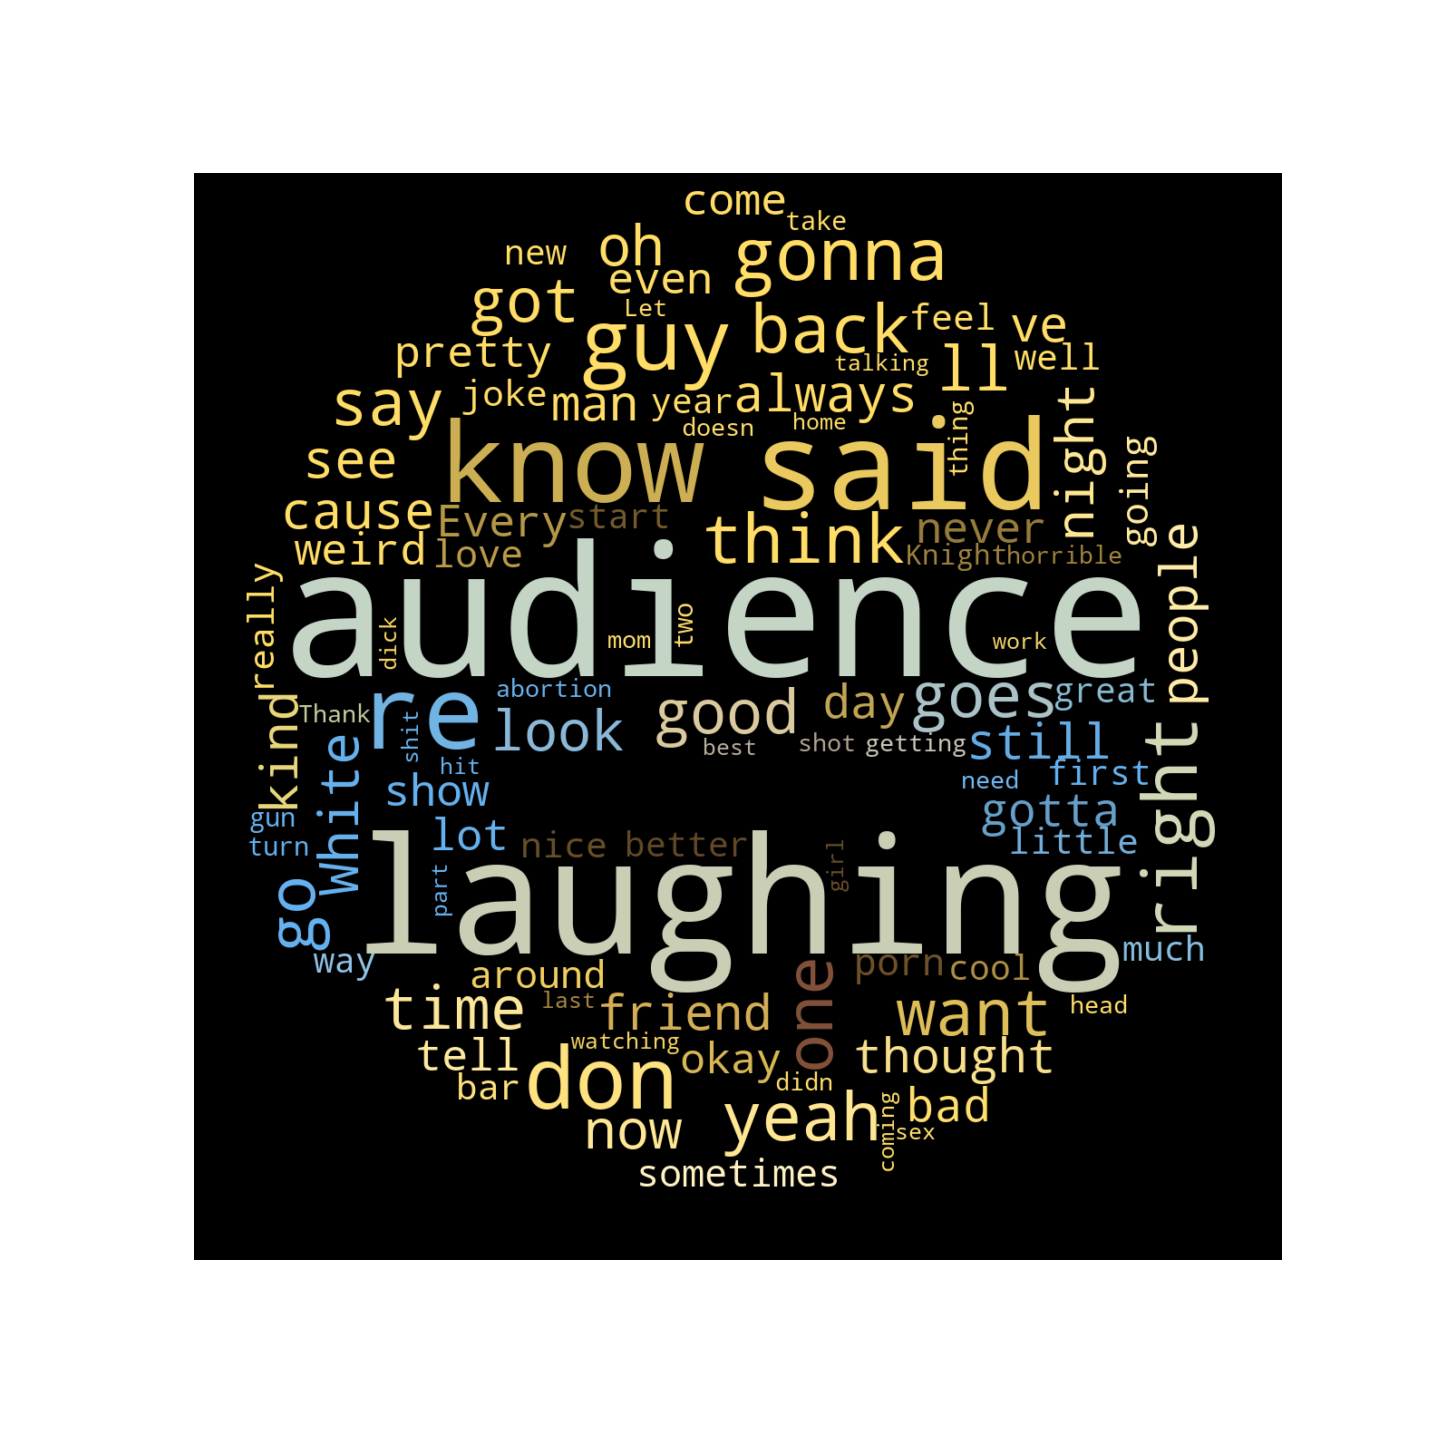 come
take
new
oh
gonna
even
got
Let
guy
back
feel
ve
pretty
talking
ll
well
joke
man
year
always
say
doesn
home
thing
night
know
said
see
going
cause
Every
start
think
never
weird
love
Knight
horrible
people
audience
really
dick
mom
two
work
re
abortion
good
day
goes
great
kind
Thank
shit
look
best
shot
getting
still
right
White
hit
show
need
first
gun
turn
lot
nice
better
girl
gotta
little
go
part
laughing
way
around
one
porn
cool
much
time
last
friend
want
head
tell
watching
okay
thought
bar
don
didn
now
yeah
coming
bad
sex
sometimes